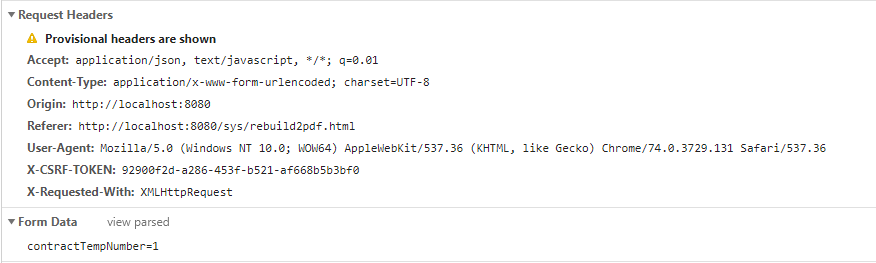 Request Headers
Provisional headers are shown
Accept: application/json, text/javascript, */*; q=0.01
Content-Type: application/x-www-form-urlencoded; charset=UTF-8
Origin: http://localhost:8080
Referer: http://localhost:8080/sys/rebuild2pdf.html
User-Agent: Mozilla/5.0 (Windows NT 10.0; WOW64) AppleWebKit/537.36 (KHTML, like Gecko) Chrome/74.0.3729.131 Safari/537.36
X-CSRF-TOKEN: 92900f2d-a286-453f-b521-af668b5b3bf0
X-Requested-With: XMLHttpRequest
Form Data view parsed
contractTempNumber=1